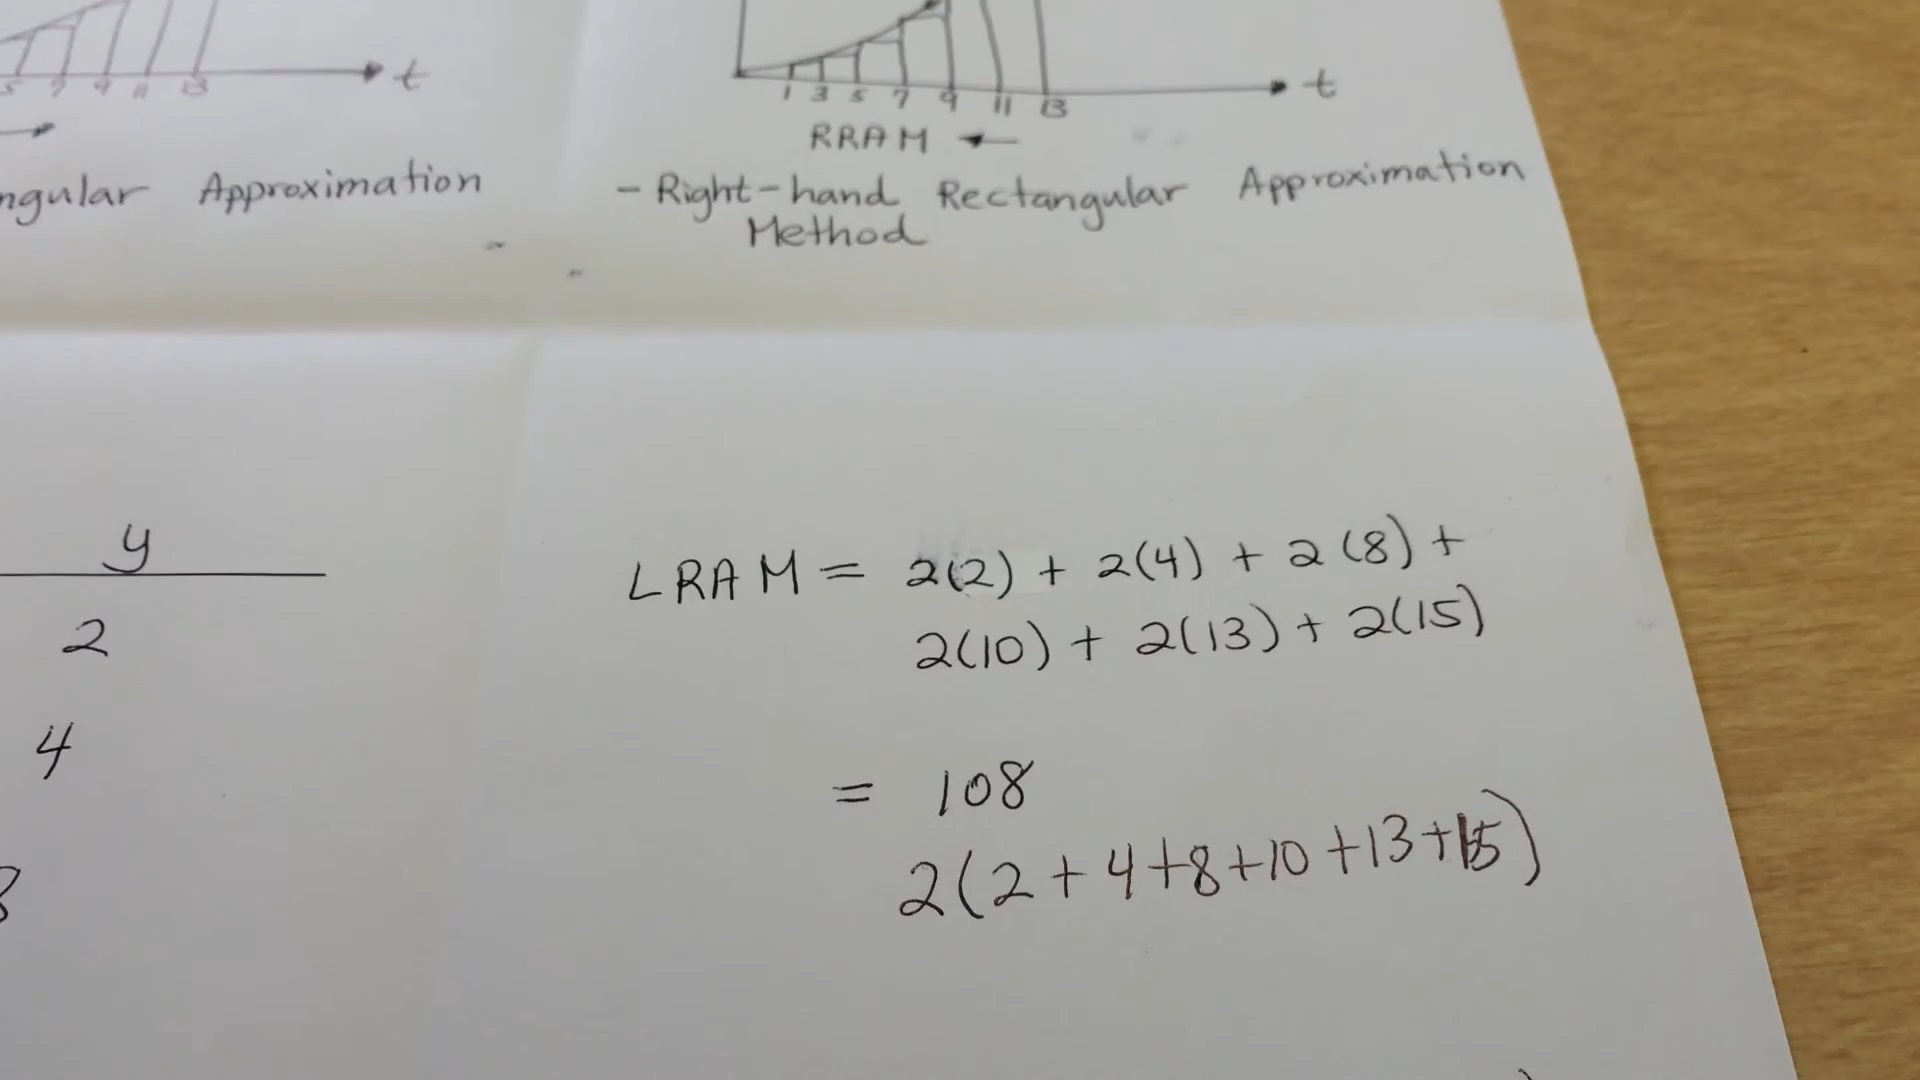 5 7 9 11 13 t
1 3 5 7 9 11 13 t
RRAM
ngular Approximation
- Right-hand Rectangular Approximation
Method
y
2
4
8
LRAM = 2(2) + 2(4) + 2(8) +
2(10) + 2(13) + 2(15)
= 108
2(2+4+8+10+13+15)